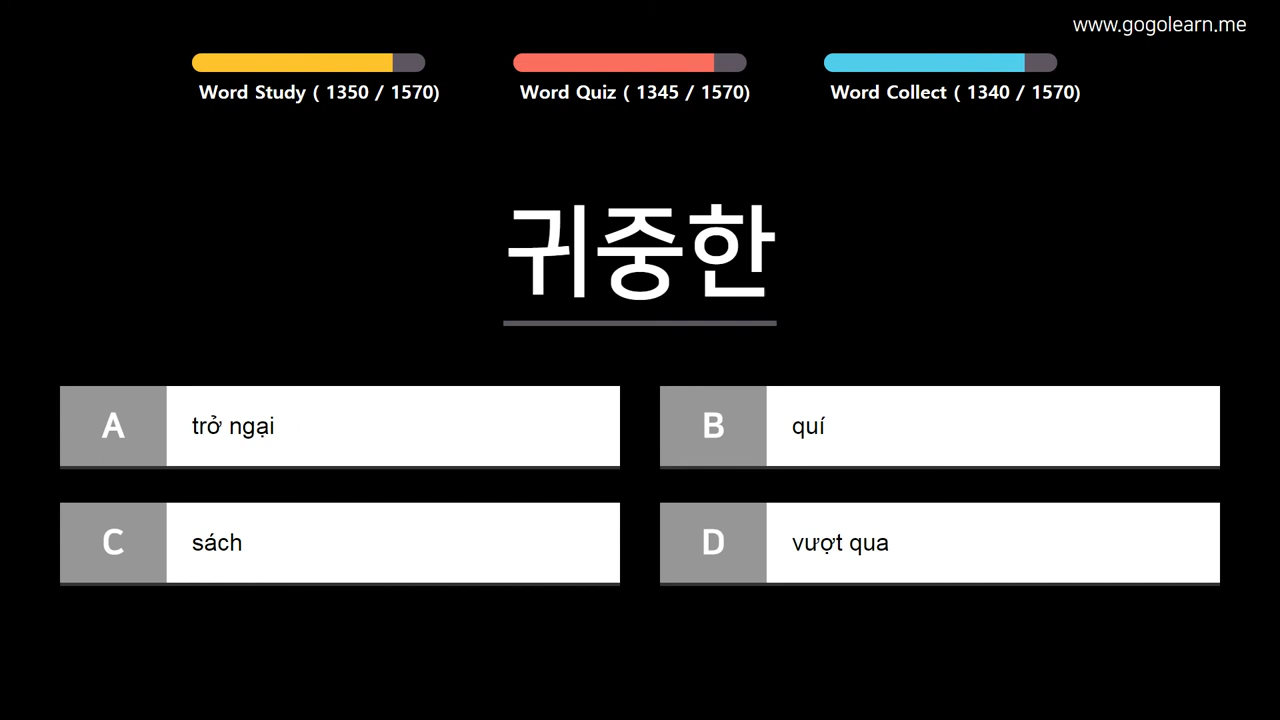 www.gogolearn.me
Word Study ( 1350 / 1570)
Word Quiz ( 1345 / 1570)
Word Collect ( 1340 / 1570)
귀중한
A trở ngại
B quí
C sách
D vượt qua